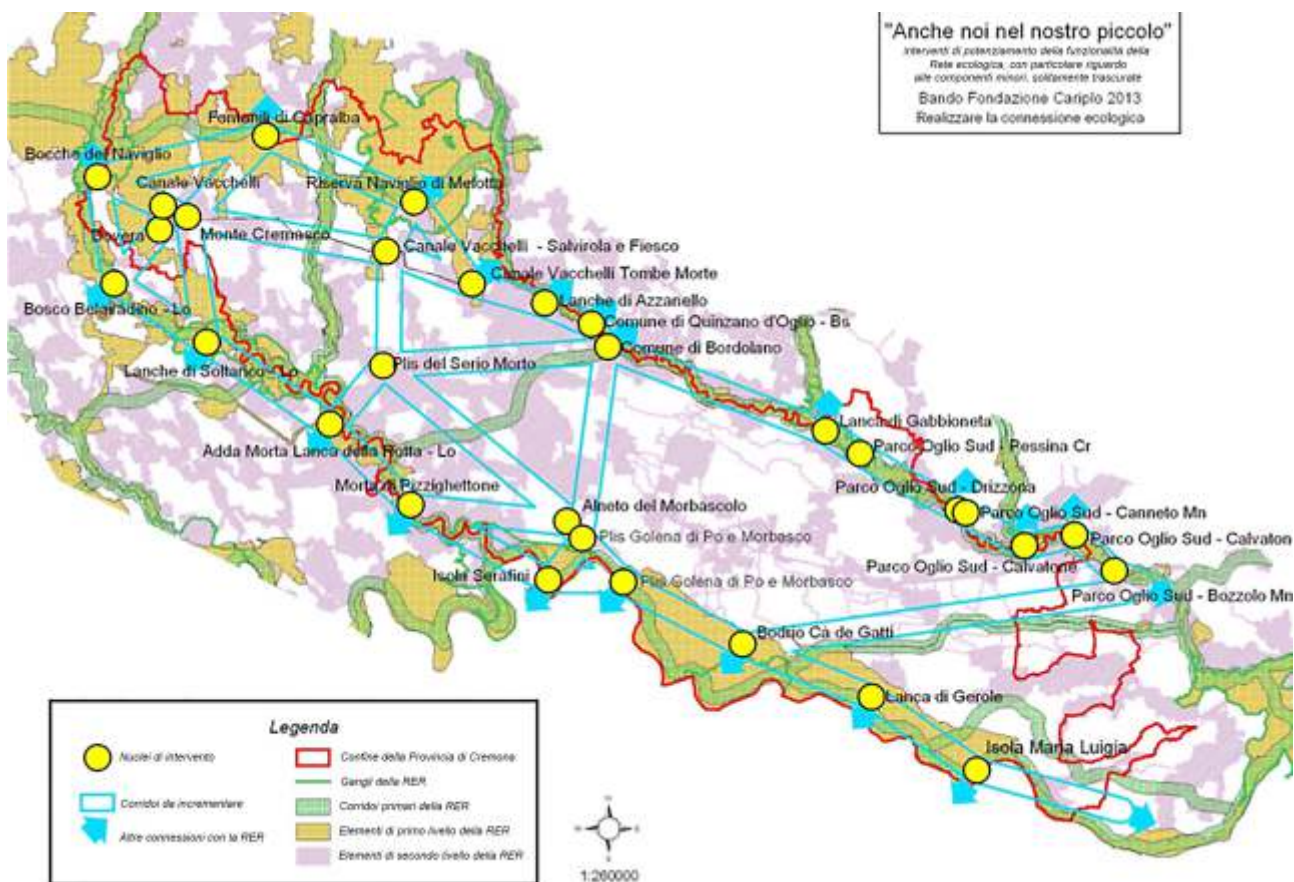 "Anche noi nel nostro piccolo"
Interventi di potenziamento della funzionalità della
Rete ecologica, con particolare riguardo
alle componenti minori, solitamente trascurate
Bando Fondazione Cariplo 2013
Realizzare la connessione ecologica
Fontanili di Capralba
Bocche del Naviglio
Canale Vacchelli
Riserva Naviglio di Melotta
Dovera
Monte Cremasco
Canale Vacchelli - Salvirola e Fiesco
Canale Vacchelli Tombe Morte
Bosco Belgiardino - Lo
Lanche di Azzanello
Comune di Quinzano d'Oglio - Bs
Comune di Bordolano
Lanche di Soltarico - Lo
Plis del Serio Morto
Adda Morta Lanca della Rotta - Lo
Lanca di Gabbioneta
Parco Oglio Sud - Pessina Cr
Morta di Pizzighettone
Parco Oglio Sud - Drizzona
Alneto del Morbascolo
Parco Oglio Sud - Canneto Mn
Plis Golena di Po e Morbasco
Parco Oglio Sud - Calvaton
Parco Oglio Sud - Calvatone
Isola Serafini
Plis Golena di Po e Morbasco
Parco Oglio Sud - Bozzolo Mn
Bodrio Cà de Gatti
Lanca di Gerole
Isola Maria Luigia
Legenda
Nuclei di intervento
Corridoi da incrementare
Altre connessioni con la RER
Confine della Provincia di Cremona
Gangli della RER
Corridoi primari della RER
Elementi di primo livello della RER
Elementi di secondo livello della RER
1:260000